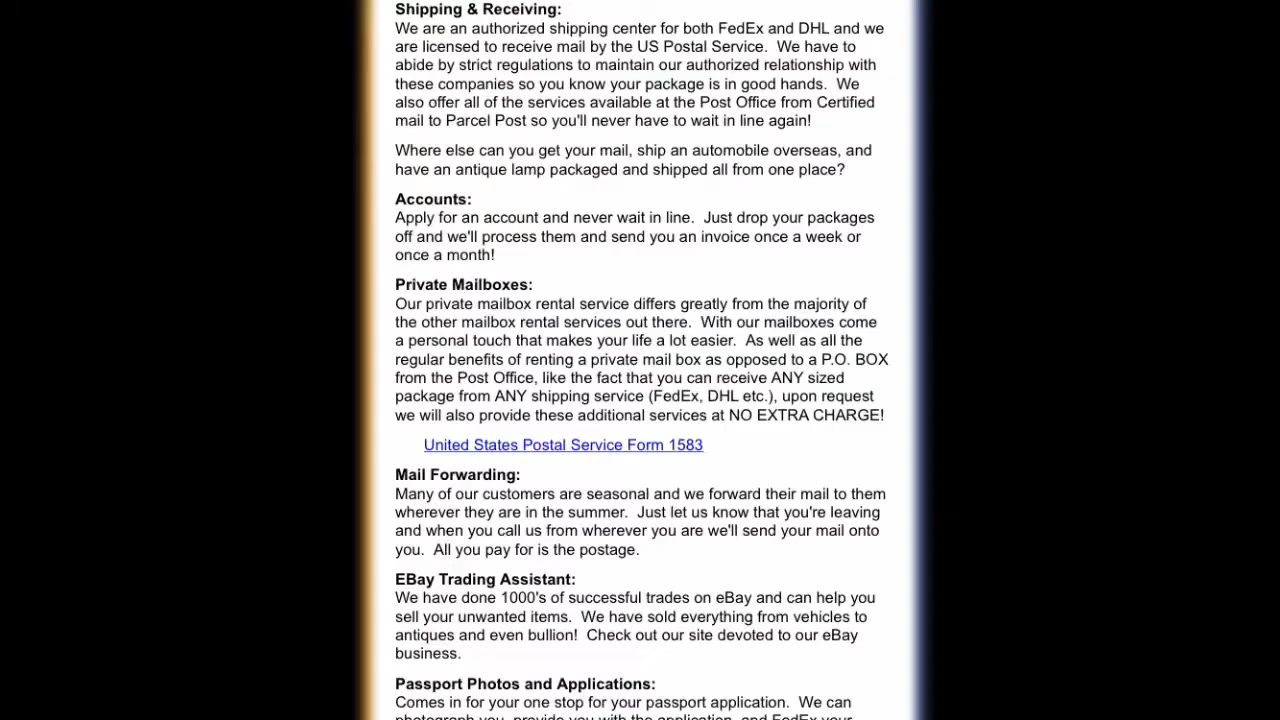 Shipping & Receiving:
We are an authorized shipping center for both FedEx and DHL and we
are licensed to receive mail by the US Postal Service.  We have to
abide by strict regulations to maintain our authorized relationship with
these companies so you know your package is in good hands.  We
also offer all of the services available at the Post Office from Certified
mail to Parcel Post so you'll never have to wait in line again!
Where else can you get your mail, ship an automobile overseas, and
have an antique lamp packaged and shipped all from one place?
Accounts:
Apply for an account and never wait in line.  Just drop your packages
off and we'll process them and send you an invoice once a week or
once a month!
Private Mailboxes:
Our private mailbox rental service differs greatly from the majority of
the other mailbox rental services out there.  With our mailboxes come
a personal touch that makes your life a lot easier.  As well as all the
regular benefits of renting a private mail box as opposed to a P.O. BOX
from the Post Office, like the fact that you can receive ANY sized
package from ANY shipping service (FedEx, DHL etc.), upon request
we will also provide these additional services at NO EXTRA CHARGE!
United States Postal Service Form 1583
Mail Forwarding:
Many of our customers are seasonal and we forward their mail to them
wherever they are in the summer.  Just let us know that you're leaving
and when you call us from wherever you are we'll send your mail onto
you.  All you pay for is the postage.
EBay Trading Assistant:
We have done 1000's of successful trades on eBay and can help you
sell your unwanted items.  We have sold everything from vehicles to
antiques and even bullion!  Check out our site devoted to our eBay
business.
Passport Photos and Applications:
Comes in for your one stop for your passport application.  We can
photograph you, provide you with the application, and FedEx your